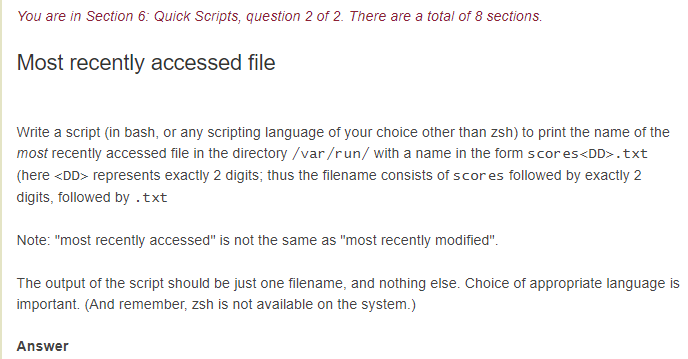 You are in Section 6: Quick Scripts, question 2 of 2. There are a total of 8 sections.
Most recently accessed file
Write a script (in bash, or any scripting language of your choice other than zsh) to print the name of the
most recently accessed file in the directory /var/run/ with a name in the form scores<DD>.txt
(here <DD> represents exactly 2 digits; thus the filename consists of scores followed by exactly 2
digits, followed by .txt
Note: "most recently accessed" is not the same as "most recently modified".
The output of the script should be just one filename, and nothing else. Choice of appropriate language is
important. (And remember, zsh is not available on the system.)
Answer